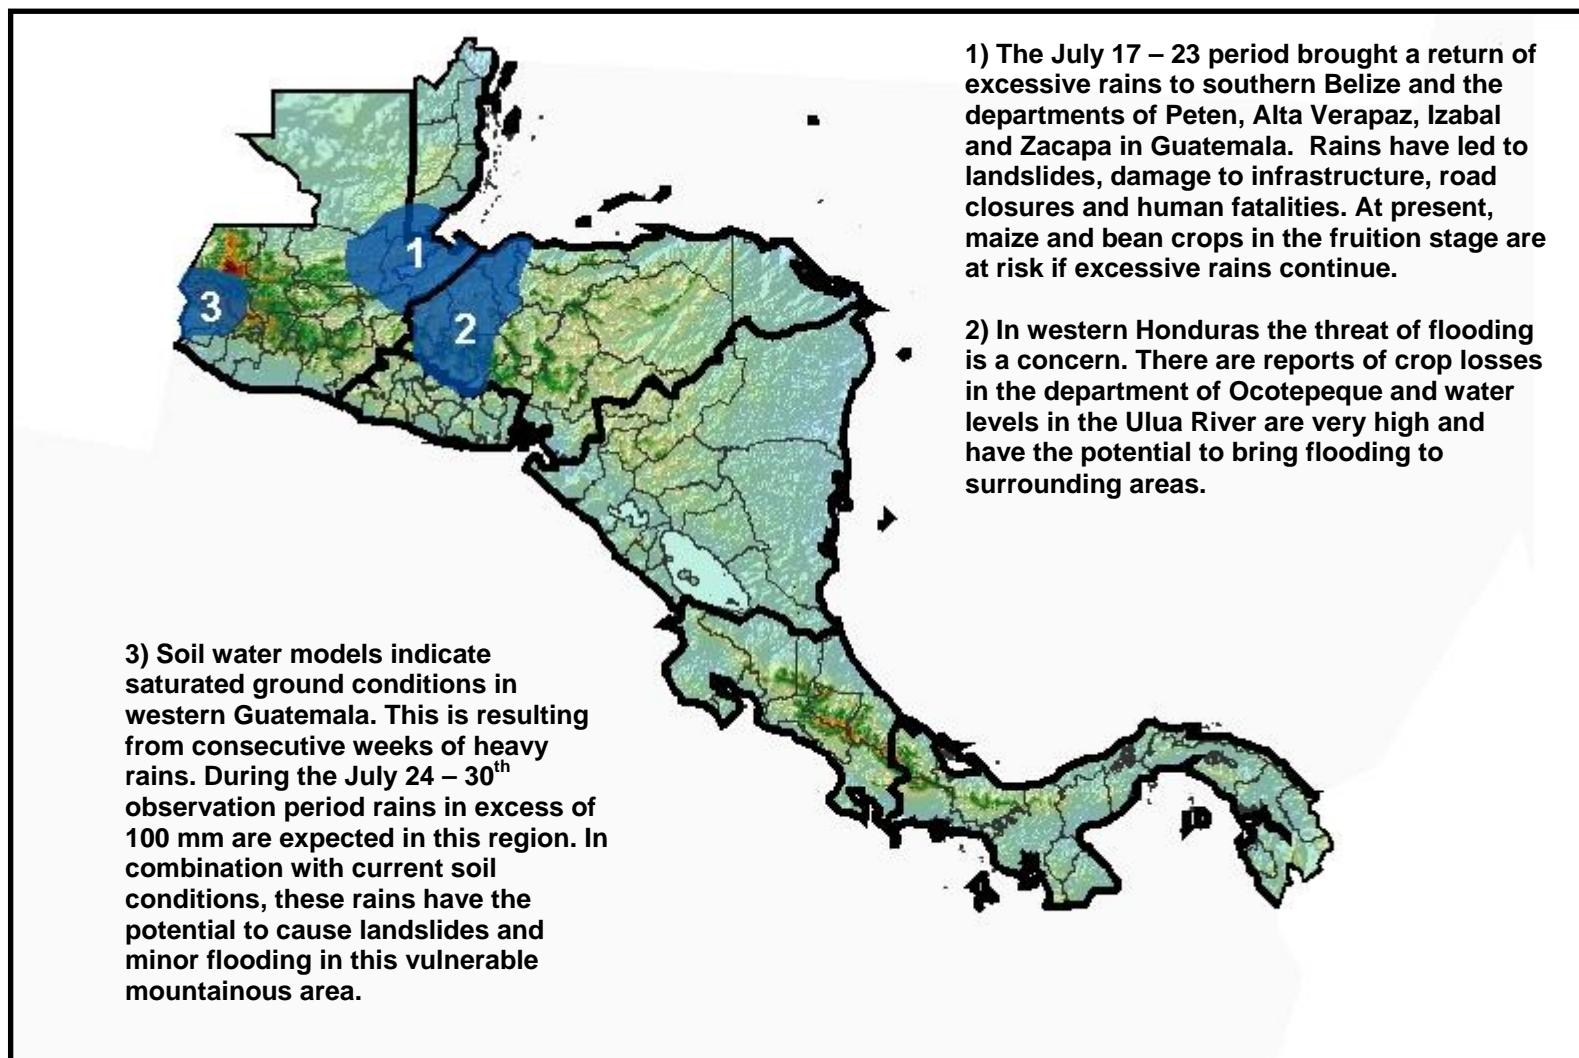 1) The July 17 – 23 period brought a return of
excessive rains to southern Belize and the
departments of Peten, Alta Verapaz, Izabal
and Zacapa in Guatemala.  Rains have led to
landslides, damage to infrastructure, road
closures and human fatalities. At present,
maize and bean crops in the fruition stage are
at risk if excessive rains continue.
2) In western Honduras the threat of flooding
is a concern. There are reports of crop losses
in the department of Ocotepeque and water
levels in the Ulua River are very high and
have the potential to bring flooding to
surrounding areas.
1
2
3
3) Soil water models indicate
saturated ground conditions in
western Guatemala. This is resulting
from consecutive weeks of heavy
rains. During the July 24 – 30th
observation period rains in excess of
100 mm are expected in this region. In
combination with current soil
conditions, these rains have the
potential to cause landslides and
minor flooding in this vulnerable
mountainous area.